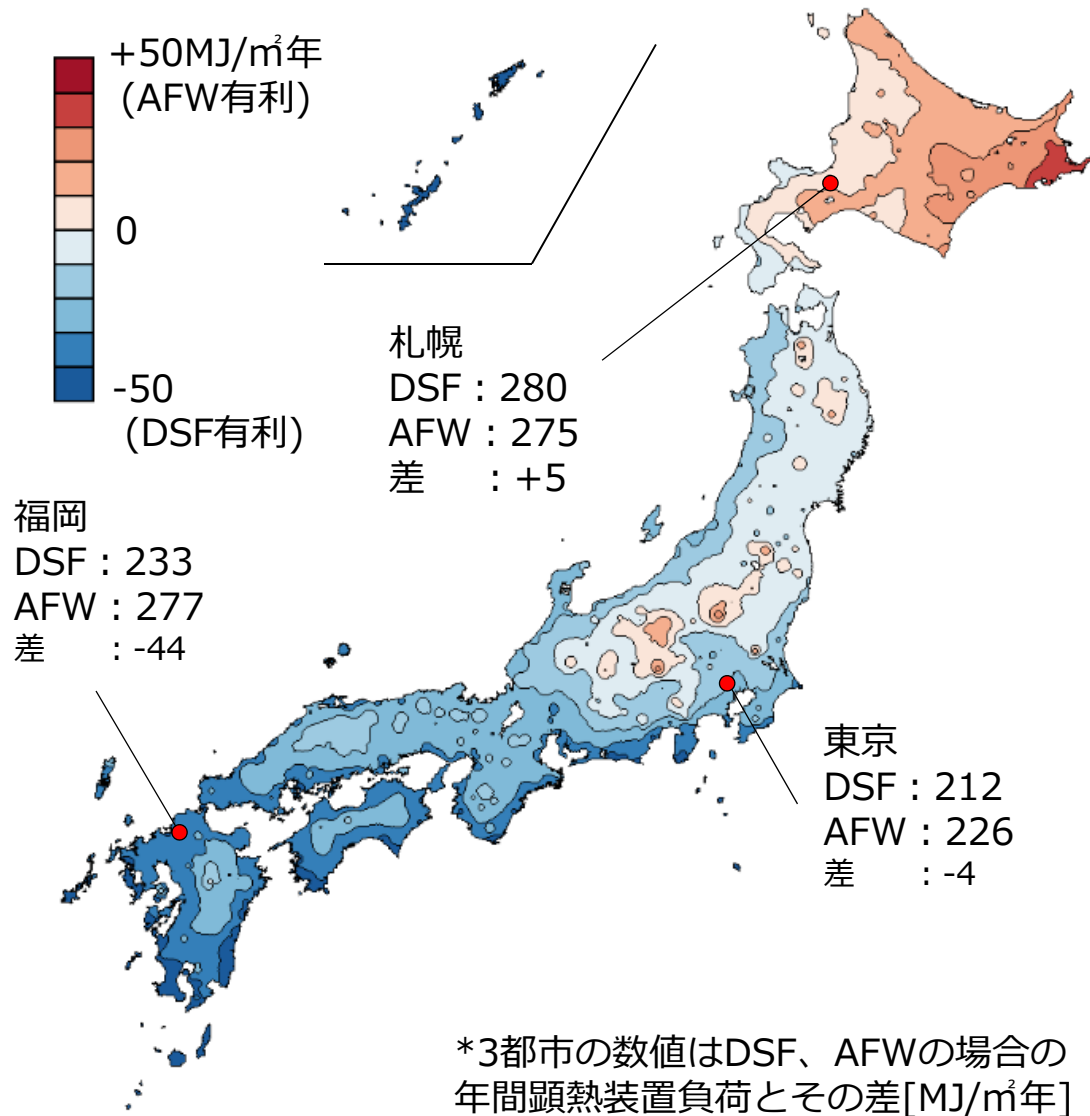 +50MJ/㎡年
(AFW有利)
0
-50
(DSF有利)
札幌
DSF：280
AFW：275
差　　：+5
福岡
DSF：233
AFW：277
差　　：-44
東京
DSF：212
AFW：226
差　　：-4
*3都市の数値はDSF、AFWの場合の
年間顕熱装置負荷とその差[MJ/㎡年]